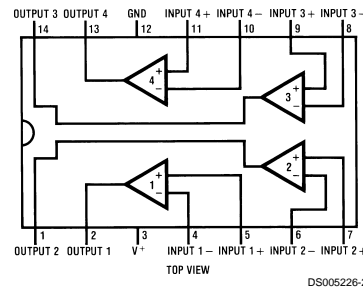 OUTPUT 3 OUTPUT 4 GND INPUT 4+ INPUT 4− INPUT 3+ INPUT 3−
14 13 12 11 10 9 8
4 + −
3 + −
1 + −
2 + −
1 2 3 4 5 6 7
OUTPUT 2 OUTPUT 1 V+ INPUT 1− INPUT 1+ INPUT 2− INPUT 2+
TOP VIEW
DS005226-